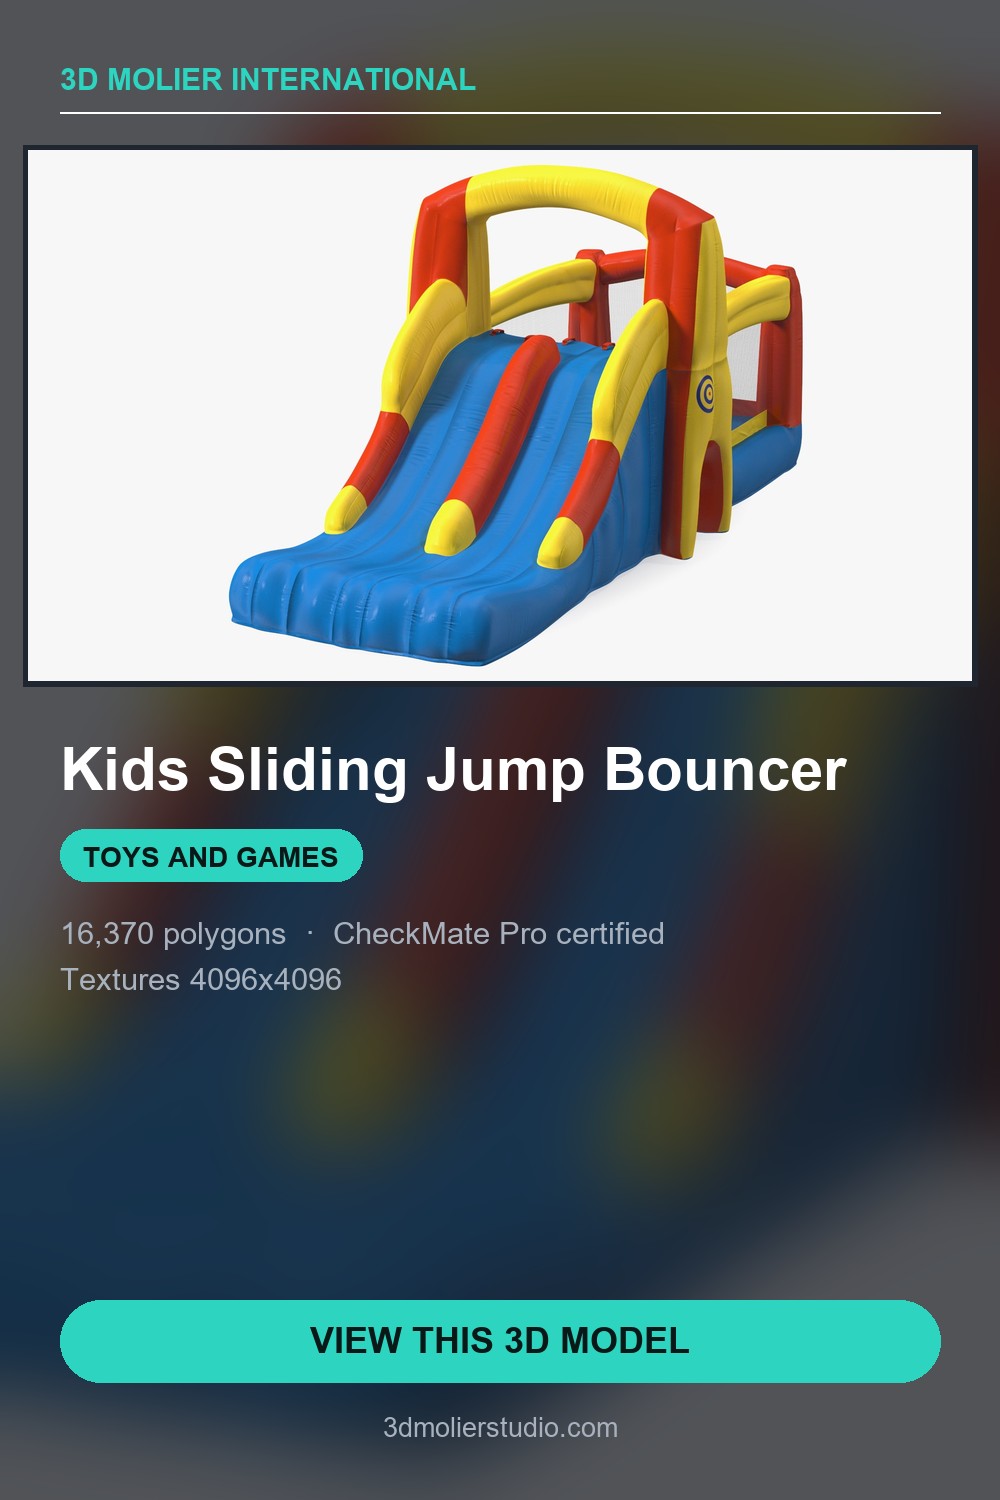 3D MOLIER INTERNATIONAL
Kids Sliding Jump Bouncer
TOYS AND GAMES
16,370 polygons · CheckMate Pro certified
Textures 4096x4096
VIEW THIS 3D MODEL
3dmolierstudio.com